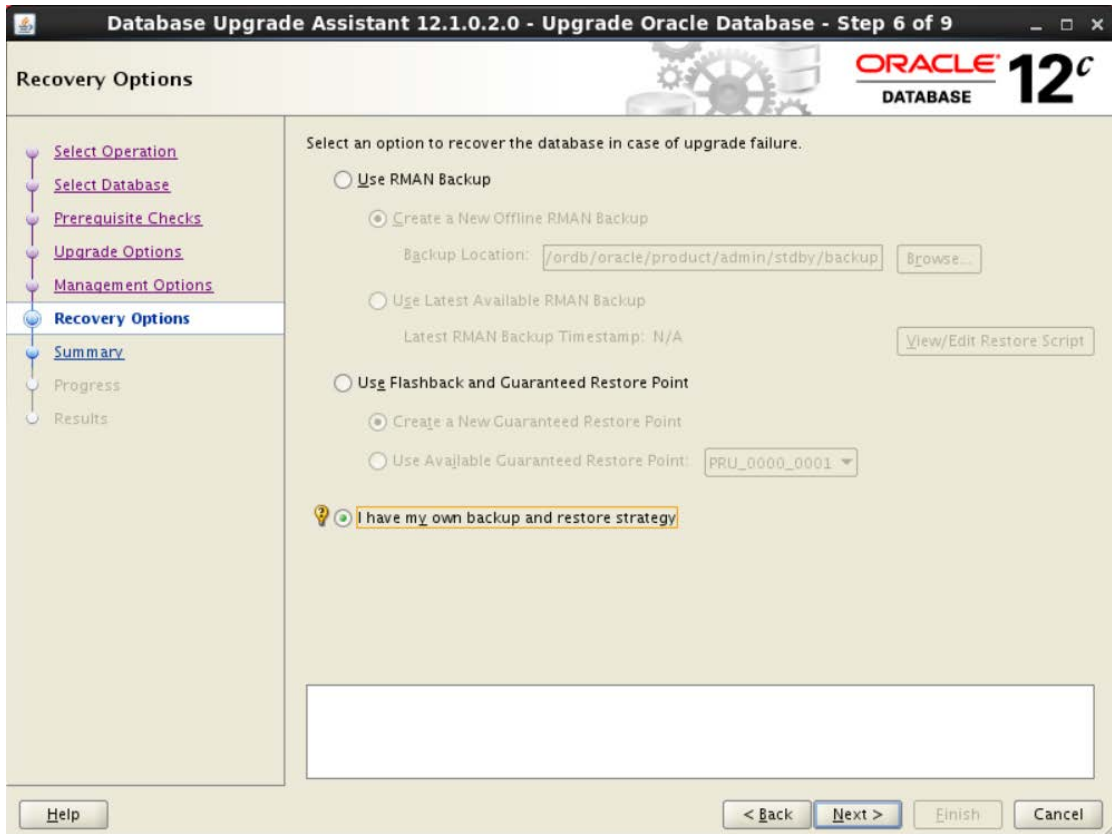 Database Upgrade Assistant 12.1.0.2.0 - Upgrade Oracle Database - Step 6 of 9
Recovery Options
ORACLE
DATABASE
12c
Select Operation
Select Database
Prerequisite Checks
Upgrade Options
Management Options
Recovery Options
Summary
Progress
Results
Select an option to recover the database in case of upgrade failure.
Use RMAN Backup
Create a New Offline RMAN Backup
Backup Location: /ordb/oracle/product/admin/stdby/backup Browse...
Use Latest Available RMAN Backup
Latest RMAN Backup Timestamp: N/A View/Edit Restore Script
Use Flashback and Guaranteed Restore Point
Create a New Guaranteed Restore Point
Use Available Guaranteed Restore Point: PRU_0000_0001
I have my own backup and restore strategy
Help < Back Next > Finish Cancel